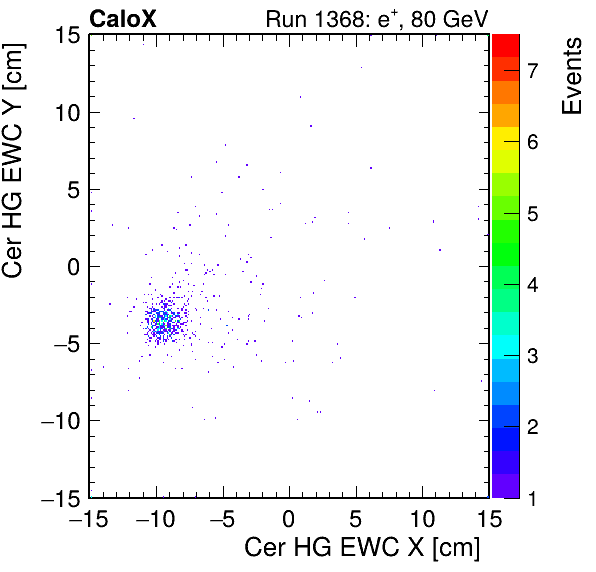 CaloX Run 1368: e+, 80 GeV
Cer HG EWC Y [cm]
15
10
5
0
−5
−10
−15
−15 −10 −5 0 5 10 15
Cer HG EWC X [cm]
Events
7
6
5
4
3
2
1